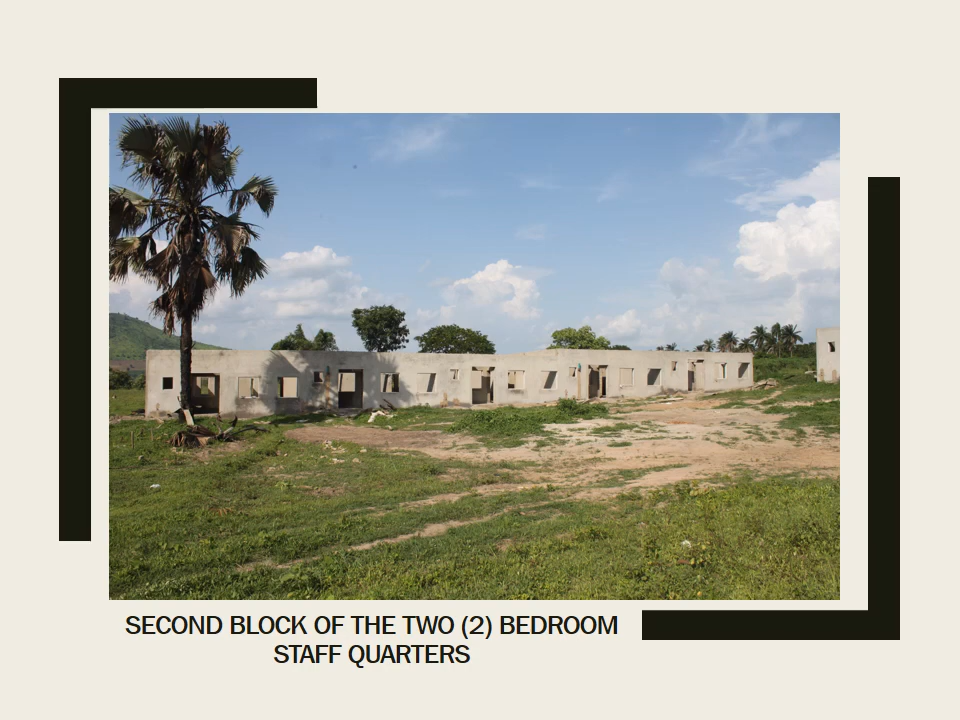 SECOND BLOCK OF THE TWO (2) BEDROOM
STAFF QUARTERS